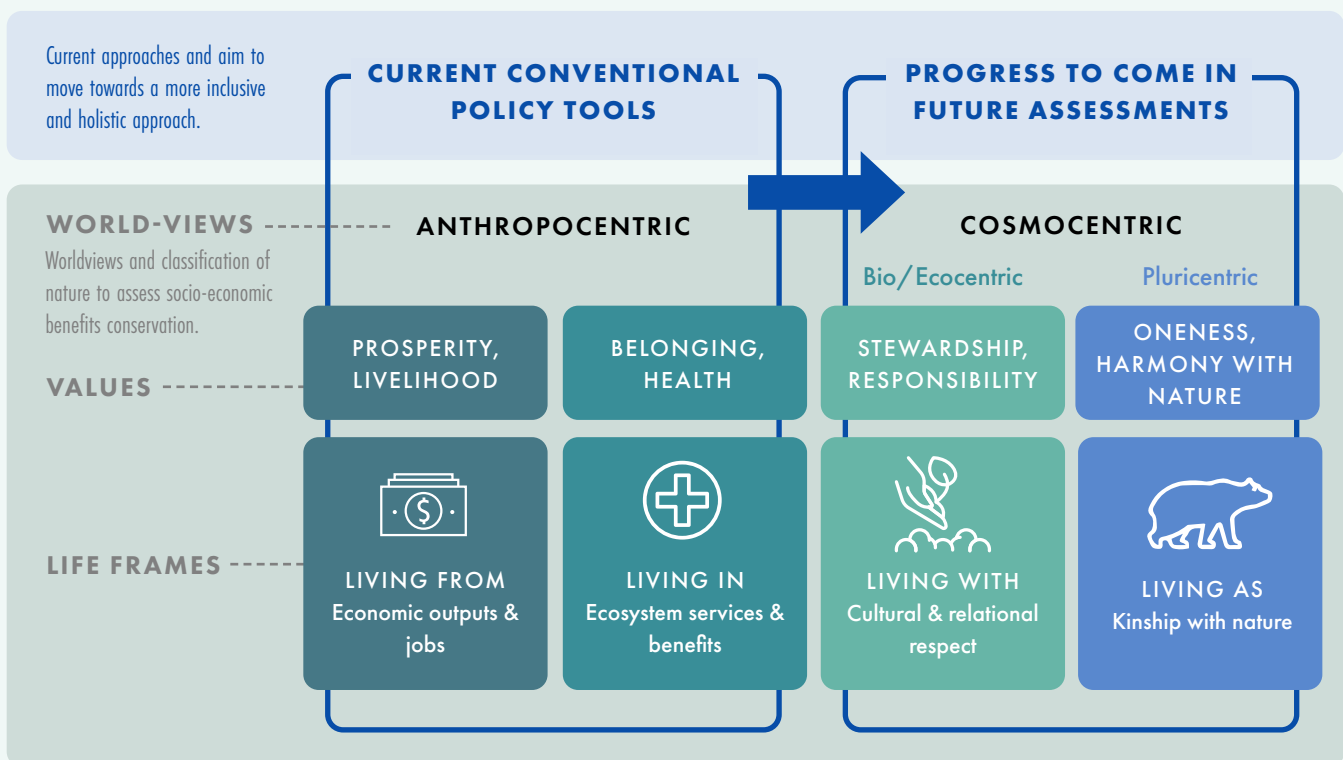 Current approaches and aim to
move towards a more inclusive
and holistic approach.
CURRENT CONVENTIONAL
POLICY TOOLS
PROGRESS TO COME IN
FUTURE ASSESSMENTS
WORLD-VIEWS
Worldviews and classification of
nature to assess socio-economic
benefits conservation.
ANTHROPOCENTRIC
COSMOCENTRIC
Bio/Ecocentric
Pluricentric
VALUES
PROSPERITY,
LIVELIHOOD
BELONGING,
HEALTH
STEWARDSHIP,
RESPONSIBILITY
ONENESS,
HARMONY WITH
NATURE
LIFE FRAMES
$
LIVING FROM
Economic outputs &
jobs
LIVING IN
Ecosystem services &
benefits
LIVING WITH
Cultural & relational
respect
LIVING AS
Kinship with nature